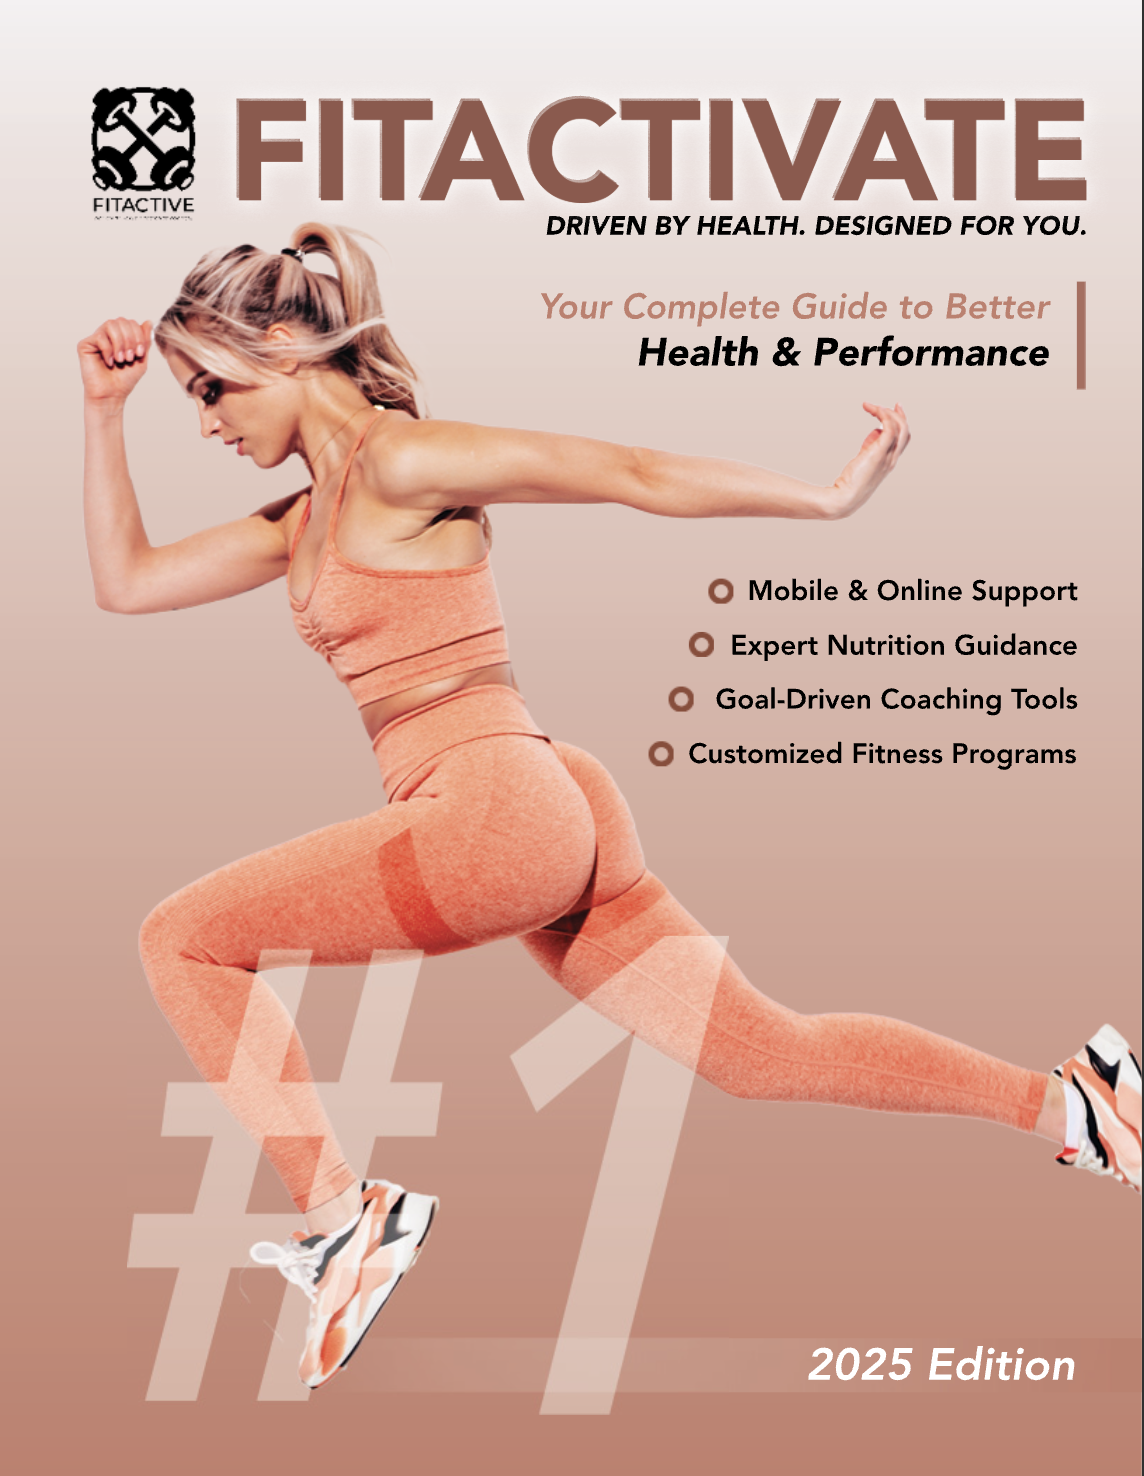 FITACTIVE
FITACTIVATE
DRIVEN BY HEALTH. DESIGNED FOR YOU.
Your Complete Guide to Better
Health & Performance
Mobile & Online Support
Expert Nutrition Guidance
Goal-Driven Coaching Tools
Customized Fitness Programs
#1
2025 Edition